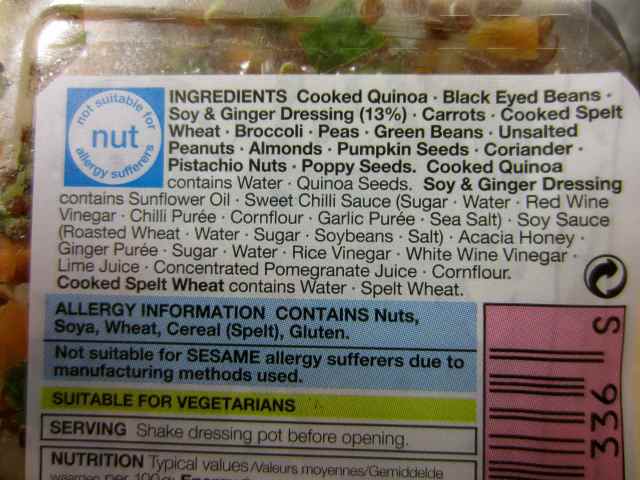 not suitable for
nut
allergy sufferers
INGREDIENTS Cooked Quinoa · Black Eyed Beans ·
Soy & Ginger Dressing (13%) · Carrots · Cooked Spelt
Wheat · Broccoli · Peas · Green Beans · Unsalted
Peanuts · Almonds · Pumpkin Seeds · Coriander ·
Pistachio Nuts · Poppy Seeds. Cooked Quinoa
contains Water · Quinoa Seeds. Soy & Ginger Dressing
contains Sunflower Oil · Sweet Chilli Sauce (Sugar · Water · Red Wine
Vinegar · Chilli Purée · Cornflour · Garlic Purée · Sea Salt) · Soy Sauce
(Roasted Wheat · Water · Sugar · Soybeans · Salt) · Acacia Honey ·
Ginger Purée · Sugar · Water · Rice Vinegar · White Wine Vinegar ·
Lime Juice · Concentrated Pomegranate Juice · Cornflour.
Cooked Spelt Wheat contains Water · Spelt Wheat.
ALLERGY INFORMATION CONTAINS Nuts,
Soya, Wheat, Cereal (Spelt), Gluten.
Not suitable for SESAME allergy sufferers due to
manufacturing methods used.
SUITABLE FOR VEGETARIANS
SERVING Shake dressing pot before opening.
NUTRITION Typical values/Valeurs moyennes/Gemiddelde
waarden per 100g:
336 S